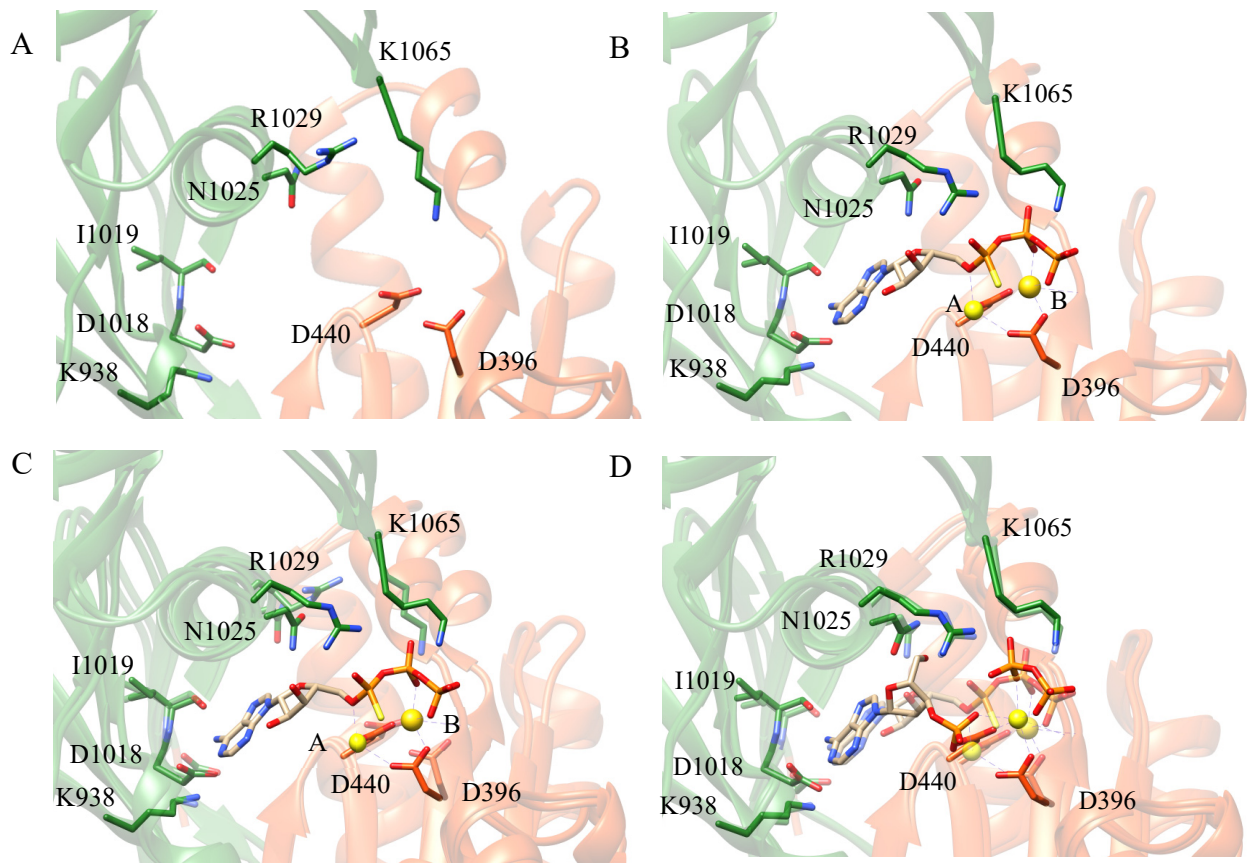 A
K1065
R1029
N1025
I1019
D1018
D440
K938
D396
B
K1065
R1029
N1025
I1019
D1018
A
B
D440
K938
D396
C
K1065
R1029
N1025
I1019
B
A
D1018
D440
K938
D396
D
K1065
R1029
N1025
I1019
D1018
D440
K938
D396